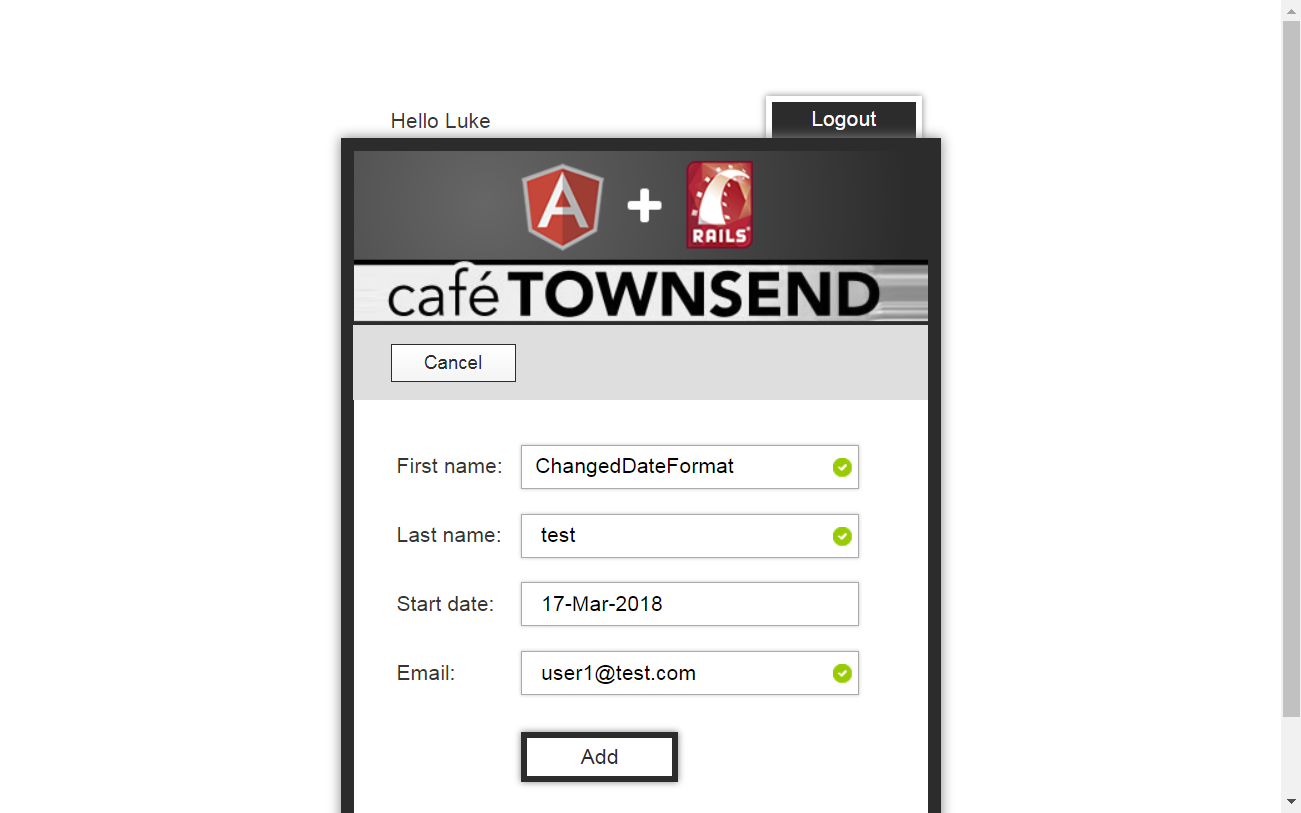 Hello Luke
Logout
A + RAILS
café TOWNSEND
Cancel
First name: ChangedDateFormat
Last name: test
Start date: 17-Mar-2018
Email: user1@test.com
Add